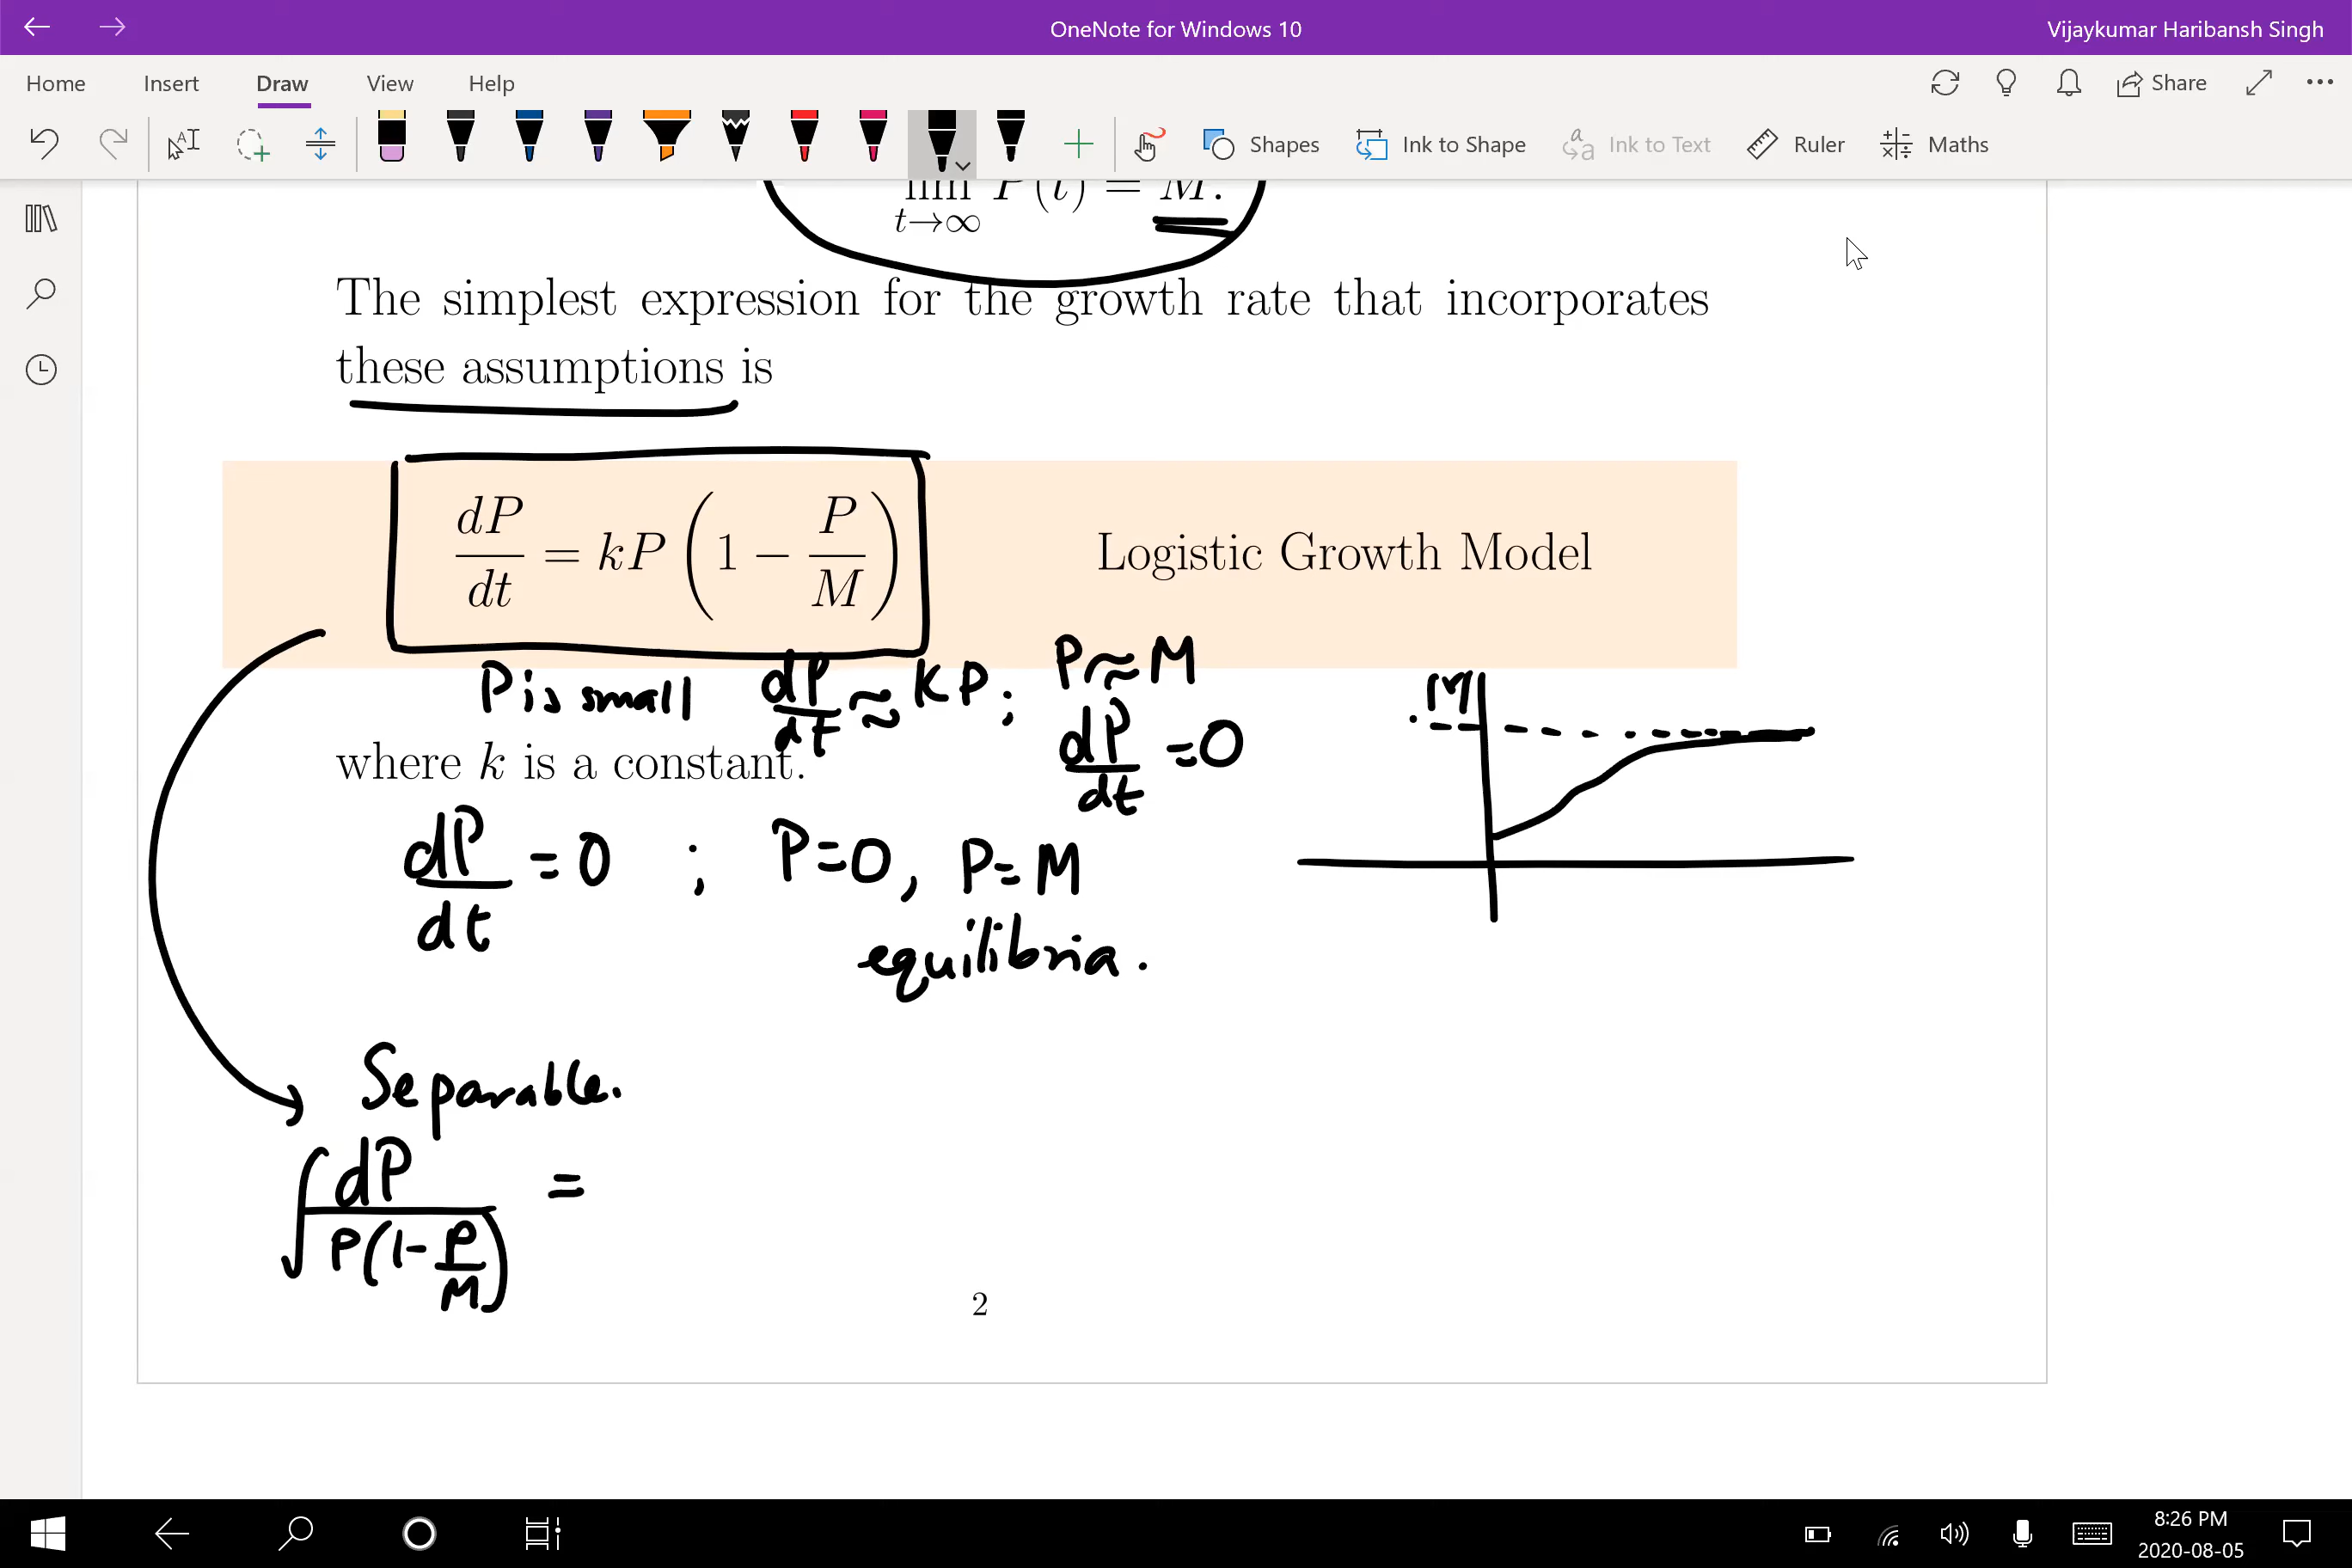 OneNote for Windows 10
Vijaykumar Haribansh Singh
Home Insert Draw View Help
Share
Shapes Ink to Shape Ink to Text Ruler Maths
lim P(t) = M.
t→∞
The simplest expression for the growth rate that incorporates
these assumptions is
dP/dt = kP (1 − P/M) Logistic Growth Model
P is small dP/dt ≈ kP ; P ≈ M
dP/dt = 0
M
where k is a constant.
dP/dt = 0 ; P = 0, P = M
equilibria.
Separable.
∫ dP / P(1 - P/M) =
2
8:26 PM
2020-08-05